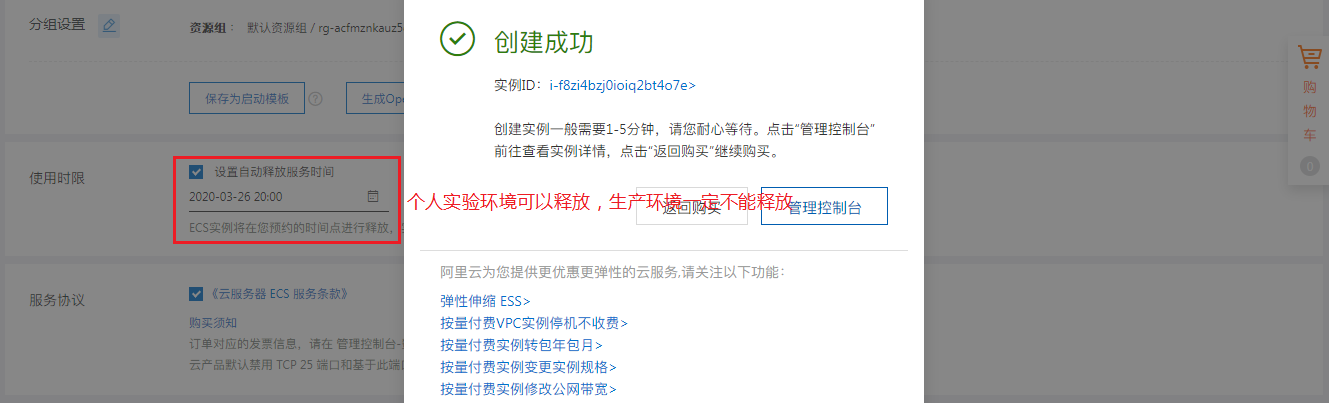 分组设置
资源组： 默认资源组 / rg-acfmznkauz5
保存为启动模板
?
生成Ope
使用时限
设置自动释放服务时间
2020-03-26 20:00
ECS实例将在您预约的时间点进行释放，
服务协议
《云服务器 ECS 服务条款》
购买须知
订单对应的发票信息，请在 管理控制台-
云产品默认禁用 TCP 25 端口和基于此端
创建成功
实例ID：i-f8zi4bzj0ioiq2bt4o7e>
创建实例一般需要1-5分钟，请您耐心等待。点击“管理控制台”
前往查看实例详情，点击“返回购买”继续购买。
个人实验环境可以释放，生产环境一定不能释放
返回购买
管理控制台
阿里云为您提供更优惠更弹性的云服务,请关注以下功能：
弹性伸缩 ESS>
按量付费VPC实例停机不收费>
按量付费实例转包年包月>
按量付费实例变更实例规格>
按量付费实例修改公网带宽>
购
物
车
0